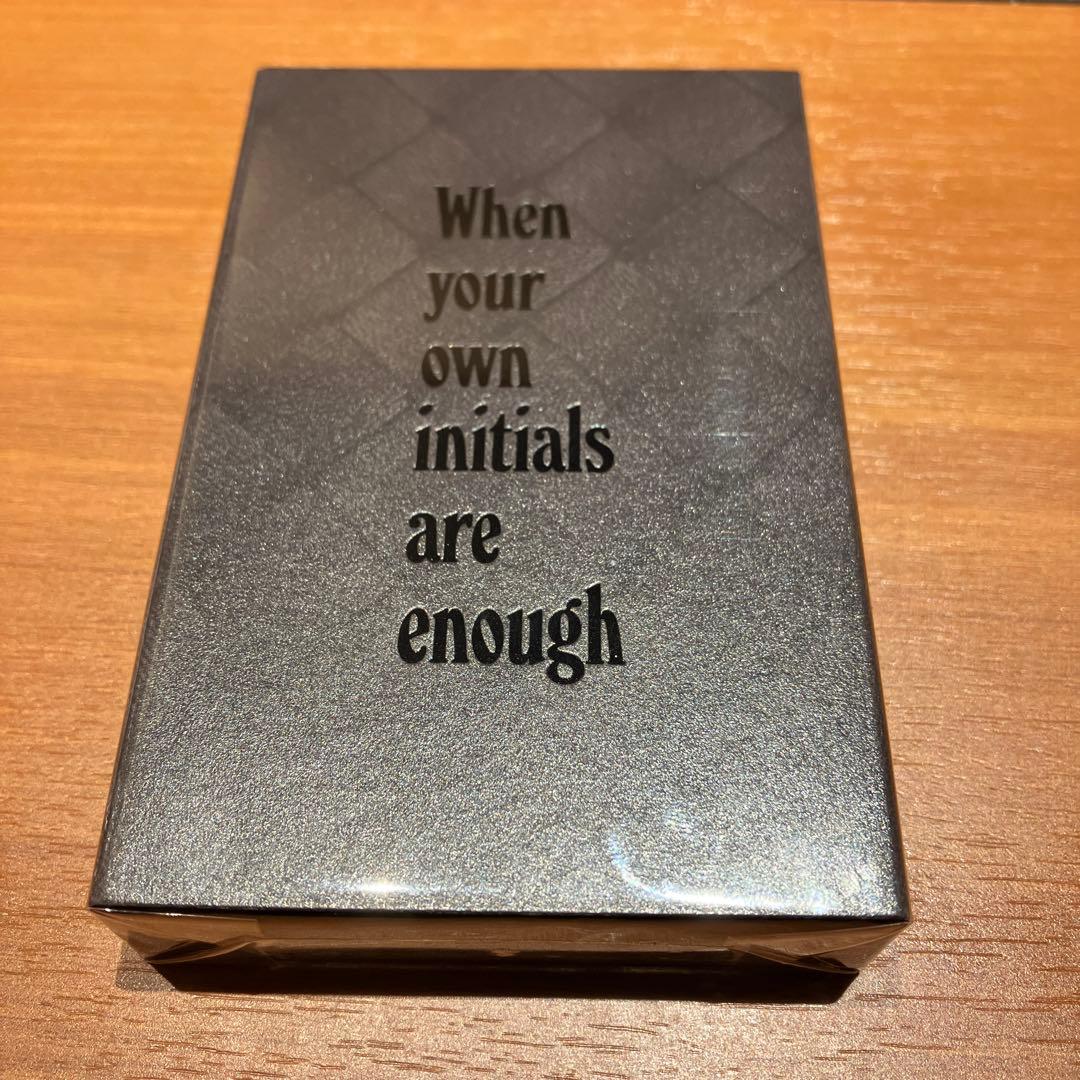 When
your
own
initials
are
enough